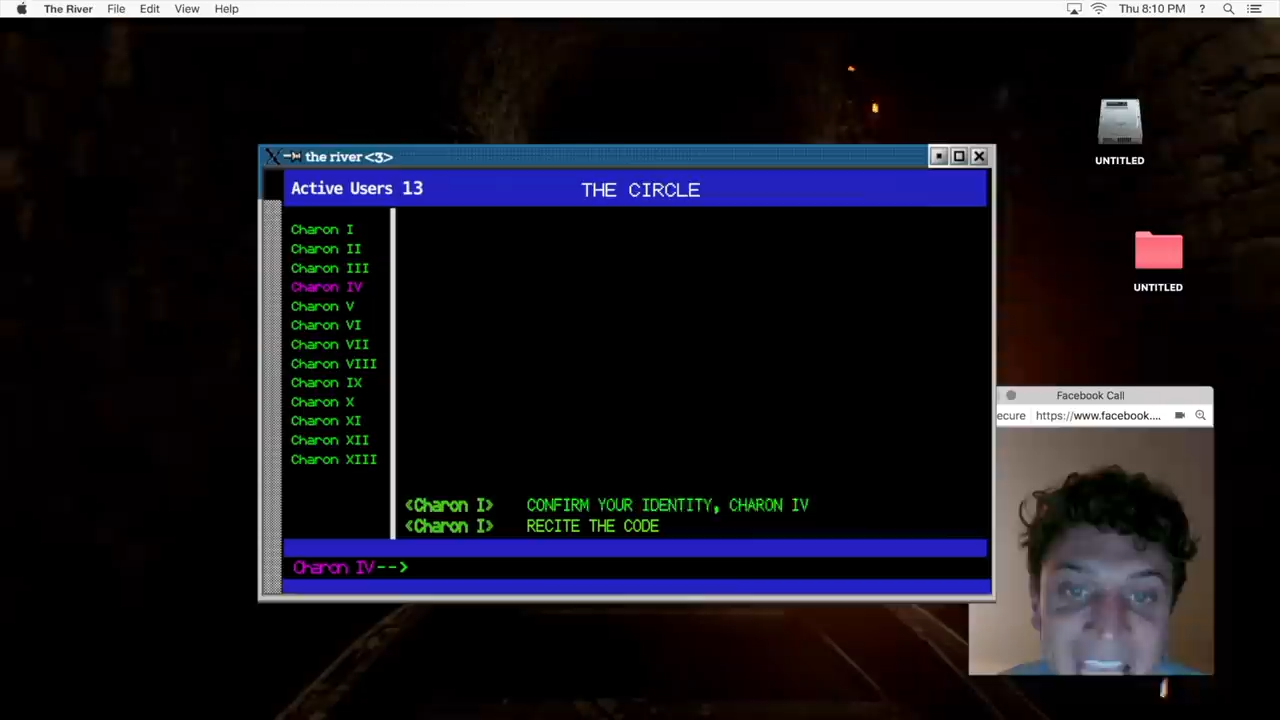 The River File Edit View Help Thu 8:10 PM ?
UNTITLED
UNTITLED
the river <3>
Active Users 13 THE CIRCLE
Charon I
Charon II
Charon III
Charon IV
Charon V
Charon VI
Charon VII
Charon VIII
Charon IX
Charon X
Charon XI
Charon XII
Charon XIII
<Charon I> CONFIRM YOUR IDENTITY, CHARON IV
<Charon I> RECITE THE CODE
Charon IV-->
Facebook Call
ecure https://www.facebook....